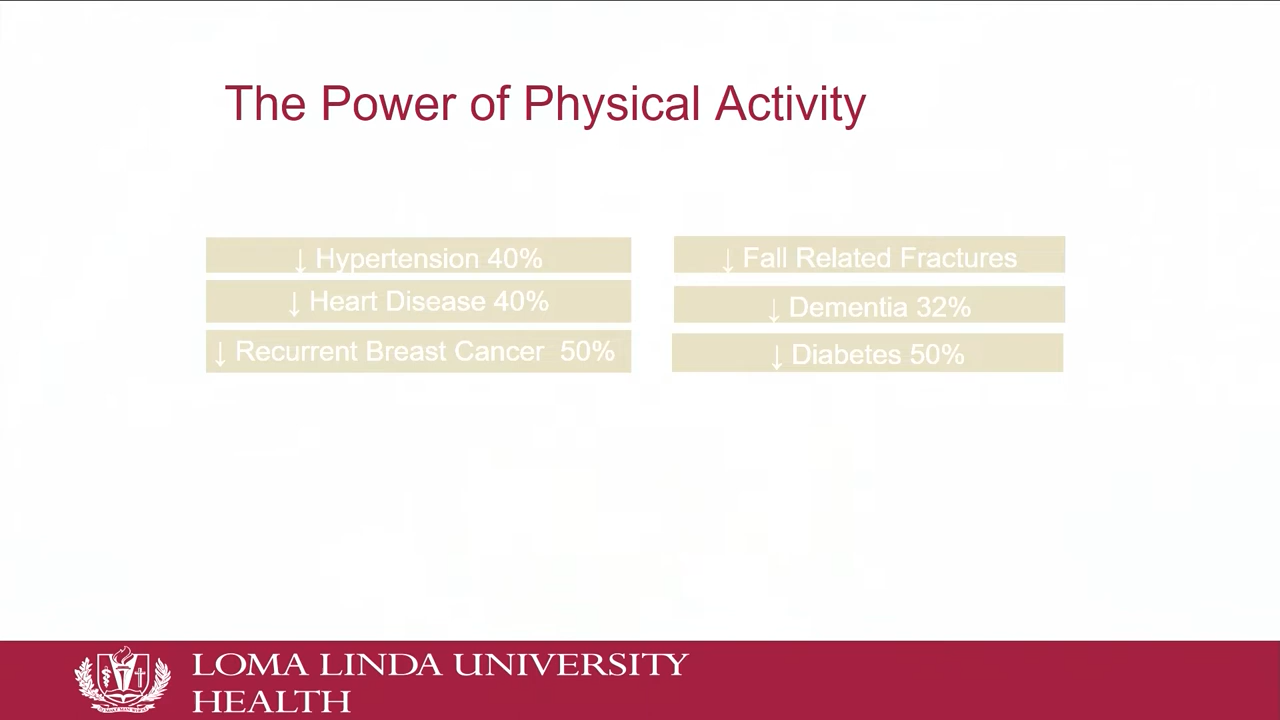 The Power of Physical Activity
↓ Hypertension 40%
↓ Heart Disease 40%
↓ Recurrent Breast Cancer 50%
↓ Fall Related Fractures
↓ Dementia 32%
↓ Diabetes 50%
LOMA LINDA UNIVERSITY
HEALTH